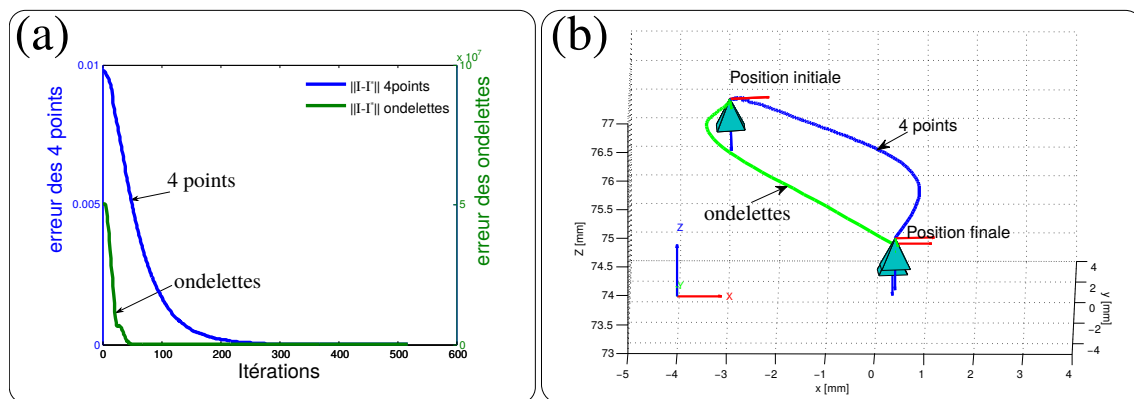 (a)
0.01
0.005
0
erreur des 4 points
x 10^7
10
5
0
erreur des ondelettes
||I-I*|| 4points
||I-I*|| ondelettes
4 points
ondelettes
0
100
200
300
400
500
600
Itérations
(b)
Position initiale
4 points
ondelettes
Position finale
77
76.5
76
75.5
75
74.5
74
73.5
73
Z [mm]
Z
Y
X
-5
-4
-3
-2
-1
0
1
2
3
4
x [mm]
4
2
0
-2
-4
y [mm]